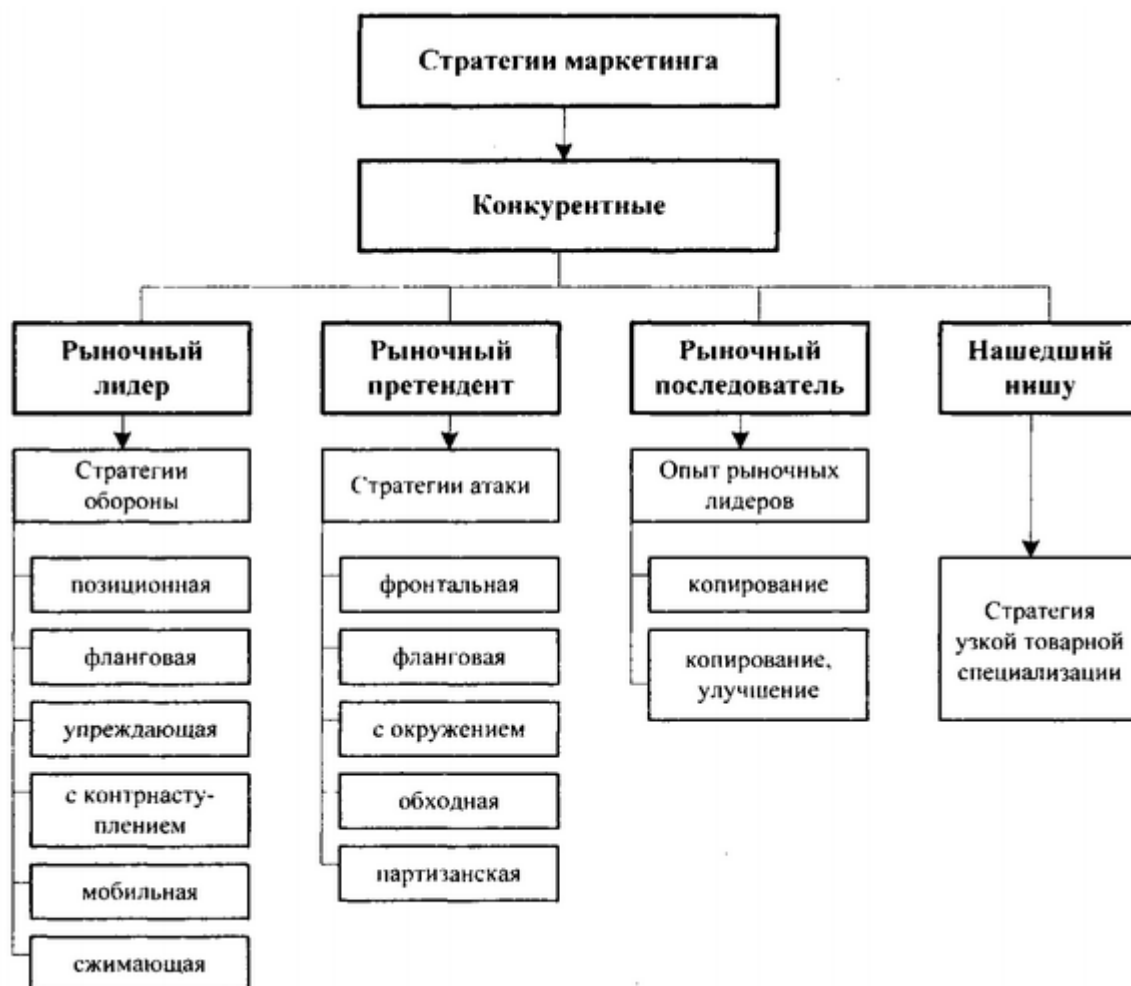 Стратегии маркетинга
Конкурентные
Рыночный
лидер
Рыночный
претендент
Рыночный
последователь
Нашедший
нишу
Стратегии
обороны
Стратегии атаки
Опыт рыночных
лидеров
позиционная
фланговая
упреждающая
с контрнасту-
плением
мобильная
сжимающая
фронтальная
фланговая
с окружением
обходная
партизанская
копирование
копирование,
улучшение
Стратегия
узкой товарной
специализации